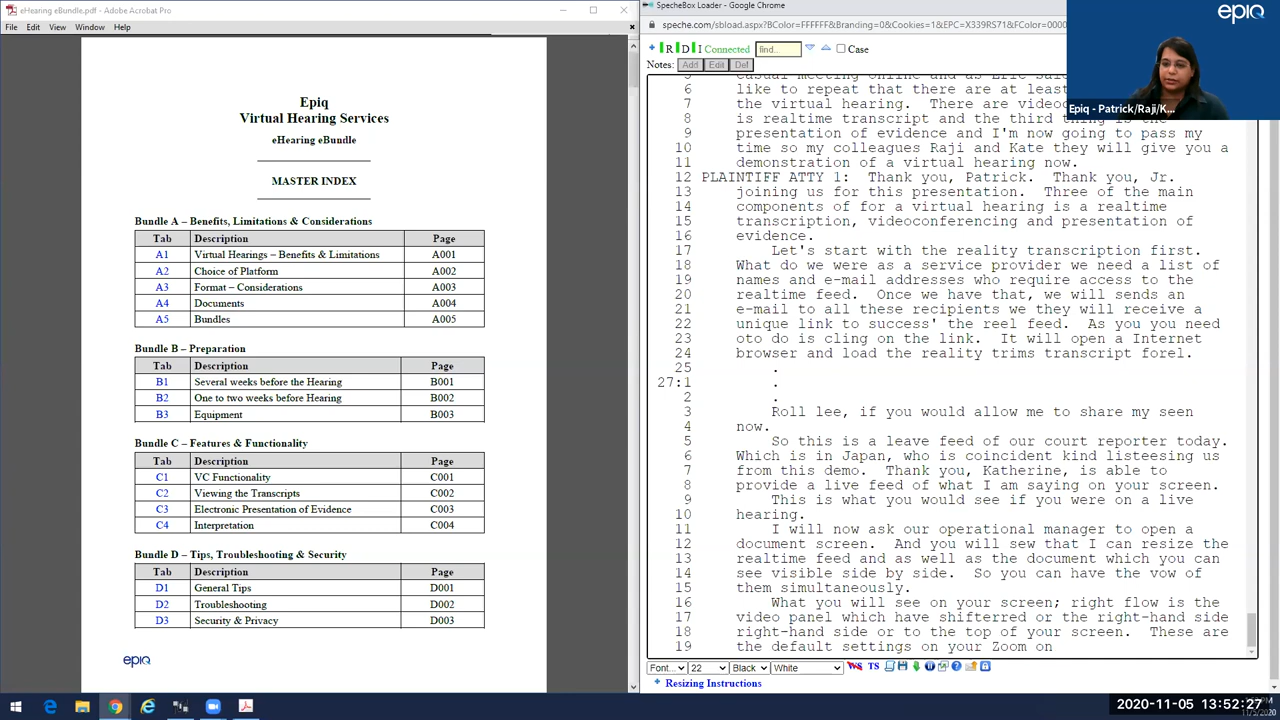 eHearing eBundle.pdf - Adobe Acrobat Pro
File Edit View Window Help
Epiq
Virtual Hearing Services
eHearing eBundle
MASTER INDEX
Bundle A – Benefits, Limitations & Considerations
Tab Description Page
A1 Virtual Hearings – Benefits & Limitations A001
A2 Choice of Platform A002
A3 Format – Considerations A003
A4 Documents A004
A5 Bundles A005
Bundle B – Preparation
Tab Description Page
B1 Several weeks before the Hearing B001
B2 One to two weeks before Hearing B002
B3 Equipment B003
Bundle C – Features & Functionality
Tab Description Page
C1 VC Functionality C001
C2 Viewing the Transcripts C002
C3 Electronic Presentation of Evidence C003
C4 Interpretation C004
Bundle D – Tips, Troubleshooting & Security
Tab Description Page
D1 General Tips D001
D2 Troubleshooting D002
D3 Security & Privacy D003
epiq
SpecheBox Loader - Google Chrome
speche.com/sbload.aspx?BColor=FFFFFF&Branding=0&Cookies=1&EPC=X339RS71&FColor=0000
R D I Connected find... Case
Notes: Add Edit Del
5 casual meeting online and as Eric said
6 like to repeat that there are at least
7 the virtual hearing. There are videoc
8 is realtime transcript and the third thing is the
9 presentation of evidence and I'm now going to pass my
10 time so my colleagues Raji and Kate they will give you a
11 demonstration of a virtual hearing now.
12 PLAINTIFF ATTY 1: Thank you, Patrick. Thank you, Jr.
13 joining us for this presentation. Three of the main
14 components of for a virtual hearing is a realtime
15 transcription, videoconferencing and presentation of
16 evidence.
17 Let's start with the reality transcription first.
18 What do we were as a service provider we need a list of
19 names and e-mail addresses who require access to the
20 realtime feed. Once we have that, we will sends an
21 e-mail to all these recipients we they will receive a
22 unique link to success' the reel feed. As you you need
23 oto do is cling on the link. It will open a Internet
24 browser and load the reality trims transcript forel.
25 .
27:1 .
2 .
3 Roll lee, if you would allow me to share my seen
4 now.
5 So this is a leave feed of our court reporter today.
6 Which is in Japan, who is coincident kind listeesing us
7 from this demo. Thank you, Katherine, is able to
8 provide a live feed of what I am saying on your screen.
9 This is what you would see if you were on a live
10 hearing.
11 I will now ask our operational manager to open a
12 document screen. And you will sew that I can resize the
13 realtime feed and as well as the document which you can
14 see visible side by side. So you can have the vow of
15 them simultaneously.
16 What you will see on your screen; right flow is the
17 video panel which have shifterred or the right-hand side
18 right-hand side or to the top of your screen. These are
19 the default settings on your Zoom on
Font... 22 Black White WS TS
Resizing Instructions
epiq
Epiq - Patrick/Raji/K...
2020-11-05 13:52:27